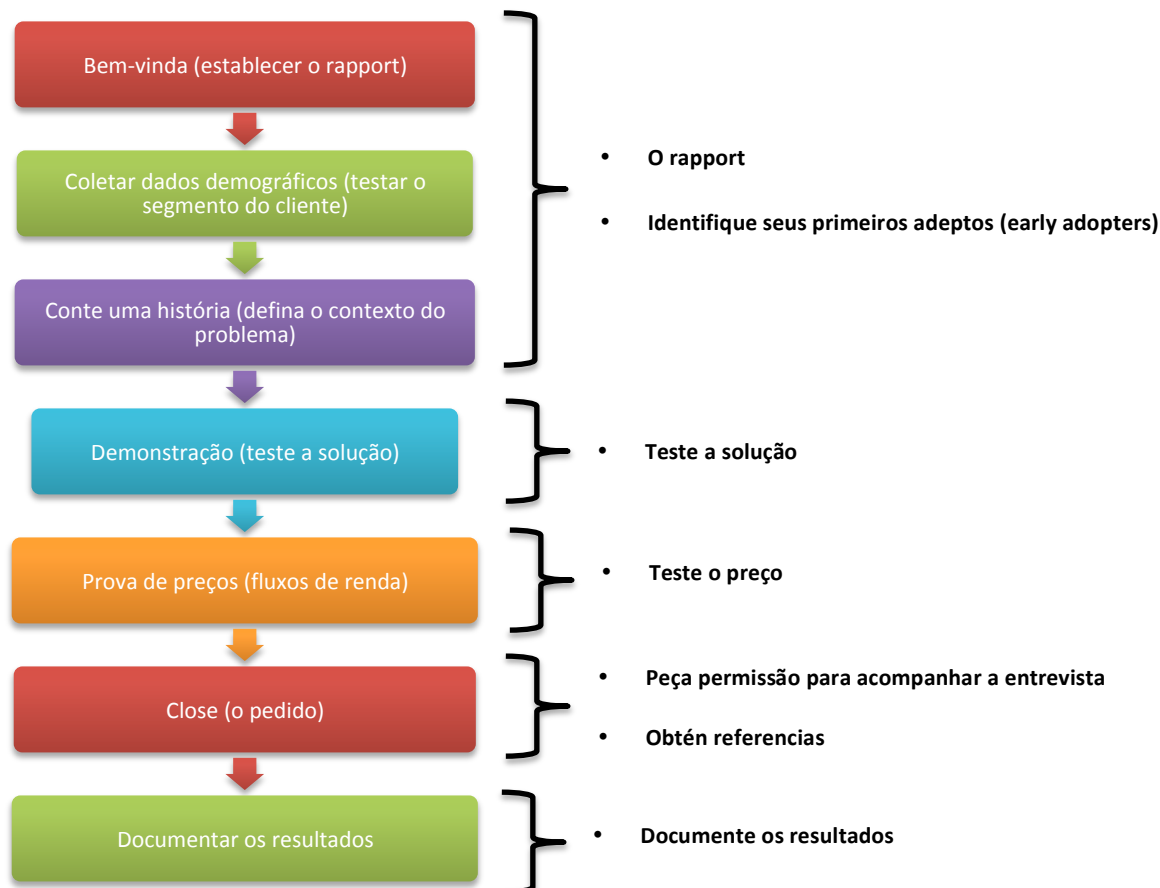 Bem-vinda (establecer o rapport)
Coletar dados demográficos (testar o
segmento do cliente)
Conte uma história (defina o contexto do
problema)
• O rapport
• Identifique seus primeiros adeptos (early adopters)
Demonstração (teste a solução)
• Teste a solução
Prova de preços (fluxos de renda)
• Teste o preço
Close (o pedido)
• Peça permissão para acompanhar a entrevista
• Obtén referencias
Documentar os resultados
• Documente os resultados